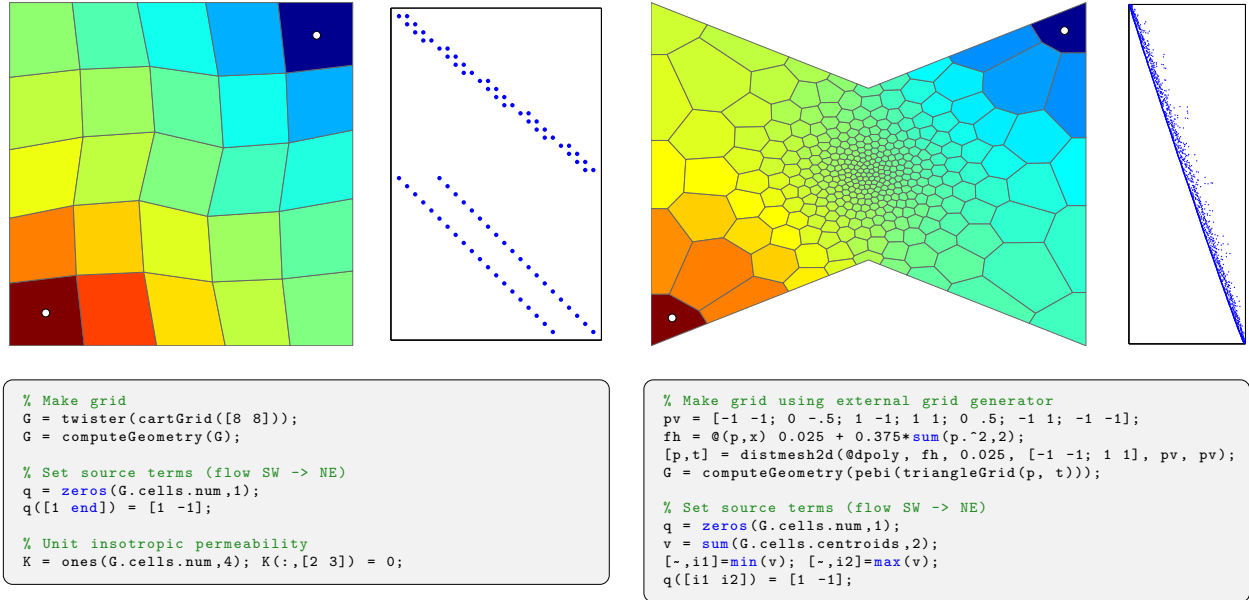 % Make grid
G = twister(cartGrid([8 8]));
G = computeGeometry(G);
% Set source terms (flow SW -> NE)
q = zeros(G.cells.num,1);
q([1 end]) = [1 -1];
% Unit insotropic permeability
K = ones(G.cells.num,4); K(:,[2 3]) = 0;
% Make grid using external grid generator
pv = [-1 -1; 0 -.5; 1 -1; 1 1; 0 .5; -1 1; -1 -1];
fh = @(p,x) 0.025 + 0.375*sum(p.^2,2);
[p,t] = distmesh2d(@dpoly, fh, 0.025, [-1 -1; 1 1], pv, pv);
G = computeGeometry(pebi(triangleGrid(p, t)));
% Set source terms (flow SW -> NE)
q = zeros(G.cells.num,1);
v = sum(G.cells.centroids,2);
[~,i1]=min(v); [~,i2]=max(v);
q([i1 i2]) = [1 -1];